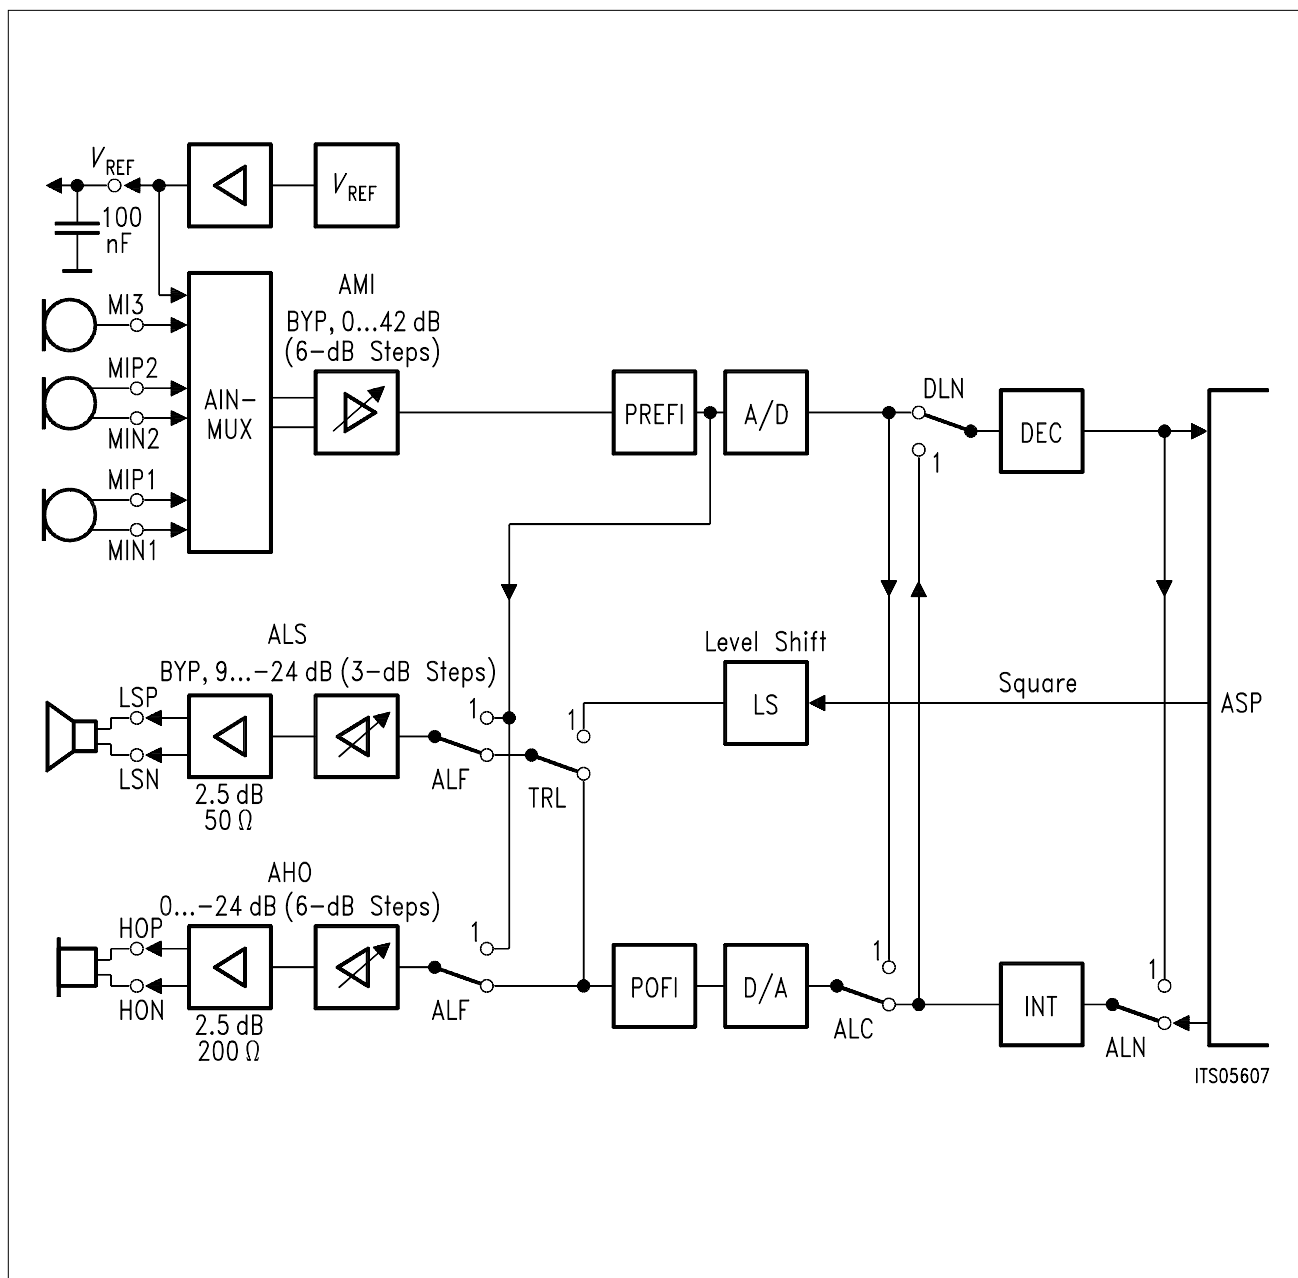 VREF
VREF
100
nF
AMI
MI3
BYP, 0...42 dB
(6-dB Steps)
MIP2
AIN-
MUX
MIN2
MIP1
MIN1
PREFI
A/D
DLN
1
DEC
ALS
BYP, 9...-24 dB (3-dB Steps)
LSP
LSN
2.5 dB
50 Ω
1
ALF
1
TRL
Level Shift
LS
Square
ASP
AHO
0...-24 dB (6-dB Steps)
HOP
HON
2.5 dB
200 Ω
1
ALF
POFI
D/A
1
ALC
INT
1
ALN
ITS05607